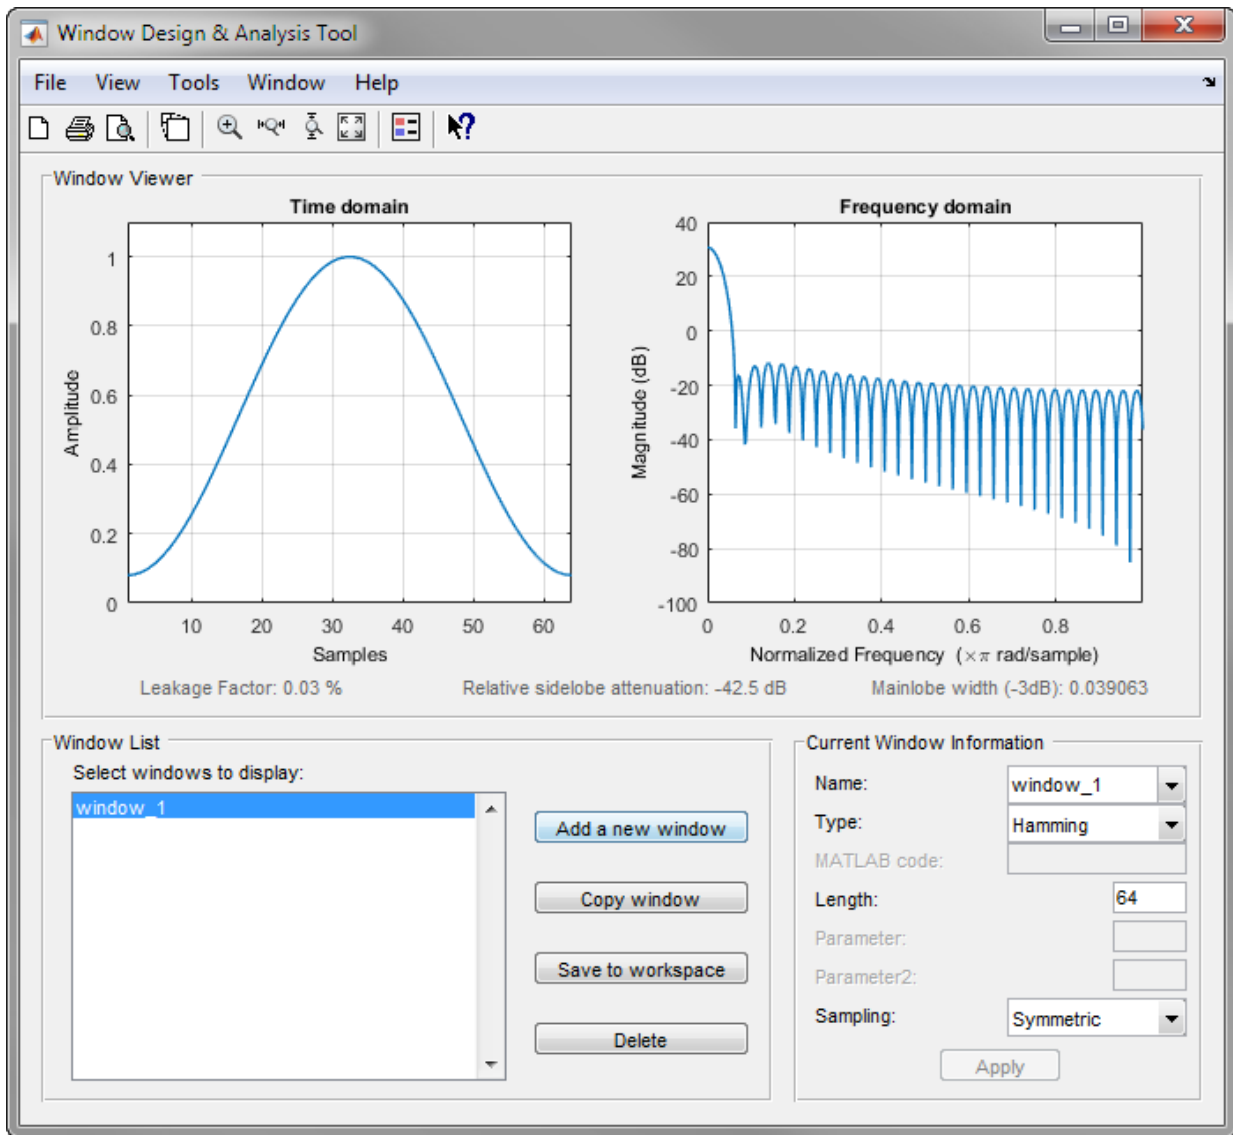 Window Design & Analysis Tool
File View Tools Window Help
Window Viewer
Time domain
Amplitude
1
0.8
0.6
0.4
0.2
0
10 20 30 40 50 60
Samples
Frequency domain
Magnitude (dB)
40
20
0
-20
-40
-60
-80
-100
0 0.2 0.4 0.6 0.8
Normalized Frequency (×π rad/sample)
Leakage Factor: 0.03 % Relative sidelobe attenuation: -42.5 dB Mainlobe width (-3dB): 0.039063
Window List
Select windows to display:
window_1
Add a new window
Copy window
Save to workspace
Delete
Current Window Information
Name: window_1
Type: Hamming
MATLAB code:
Length: 64
Parameter:
Parameter2:
Sampling: Symmetric
Apply